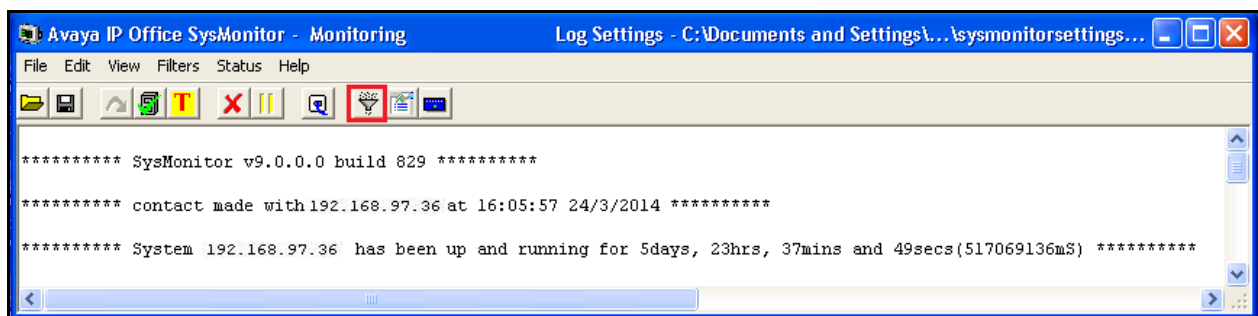 Avaya IP Office SysMonitor - Monitoring Log Settings - C:\Documents and Settings\...\sysmonitorsettings...
File Edit View Filters Status Help
T X
********** SysMonitor v9.0.0.0 build 829 **********
********** contact made with 192.168.97.36 at 16:05:57 24/3/2014 **********
********** System 192.168.97.36 has been up and running for 5days, 23hrs, 37mins and 49secs(517069136mS) **********